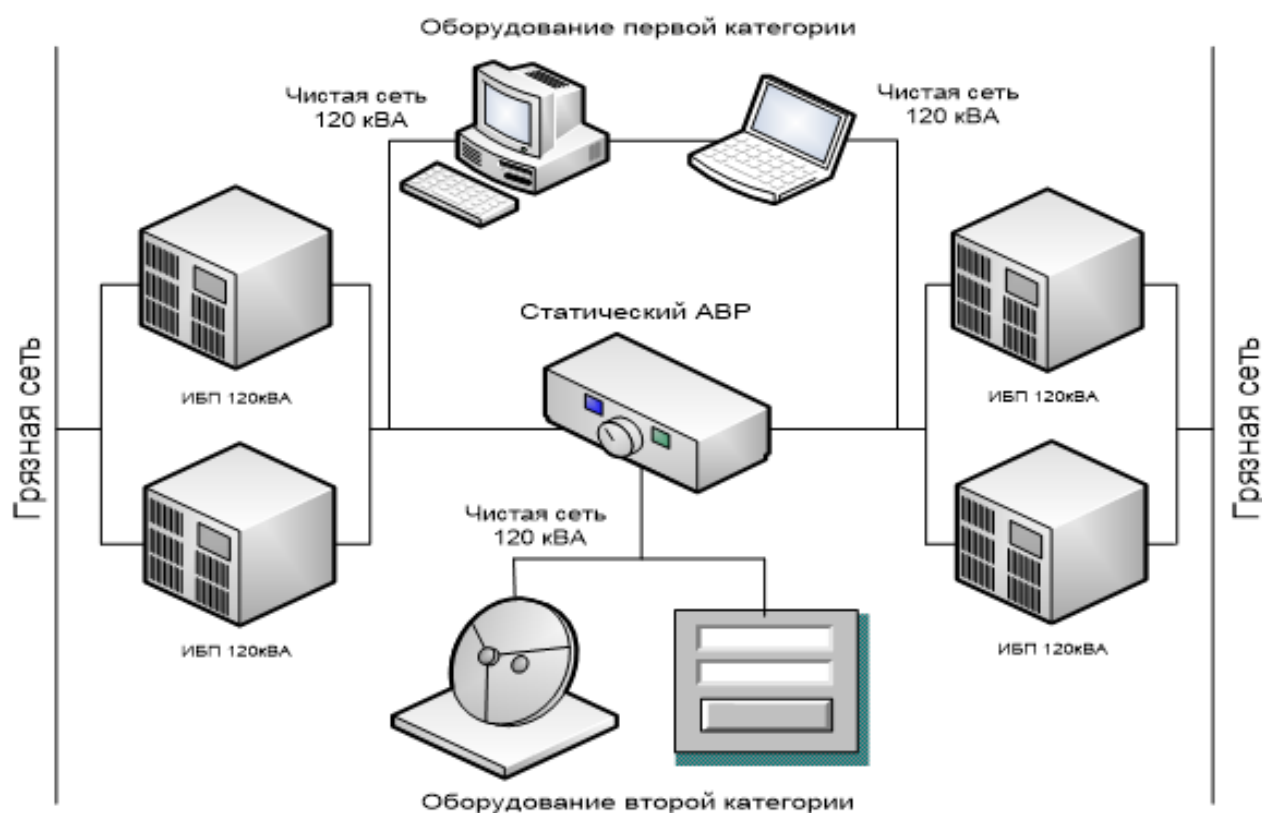 Оборудование первой категории
Чистая сеть
120 кВА
Чистая сеть
120 кВА
Статический АВР
Грязная сеть
ИБП 120кВА
ИБП 120кВА
Грязная сеть
Чистая сеть
120 кВА
ИБП 120кВА
ИБП 120кВА
Оборудование второй категории